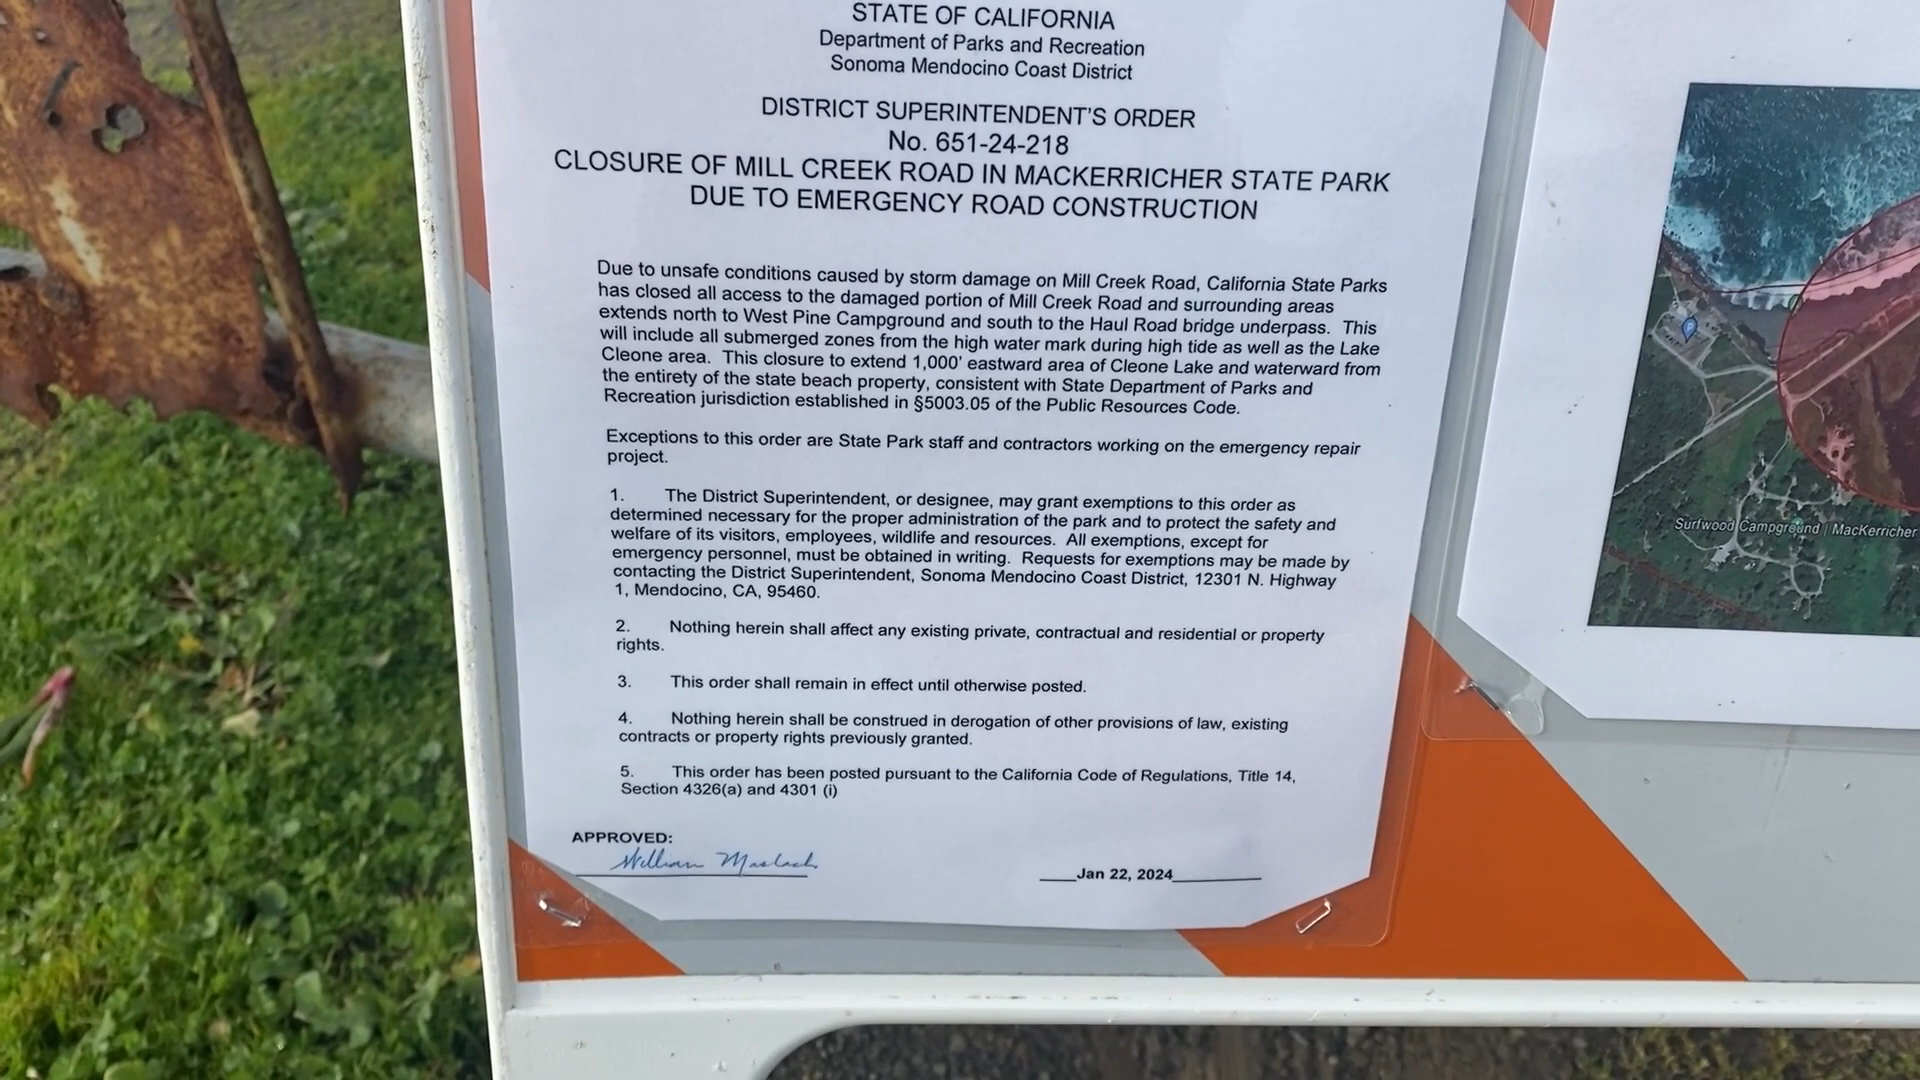 STATE OF CALIFORNIA
Department of Parks and Recreation
Sonoma Mendocino Coast District
DISTRICT SUPERINTENDENT'S ORDER
No. 651-24-218
CLOSURE OF MILL CREEK ROAD IN MACKERRICHER STATE PARK
DUE TO EMERGENCY ROAD CONSTRUCTION
Due to unsafe conditions caused by storm damage on Mill Creek Road, California State Parks
has closed all access to the damaged portion of Mill Creek Road and surrounding areas
extends north to West Pine Campground and south to the Haul Road bridge underpass. This
will include all submerged zones from the high water mark during high tide as well as the Lake
Cleone area. This closure to extend 1,000' eastward area of Cleone Lake and waterward from
the entirety of the state beach property, consistent with State Department of Parks and
Recreation jurisdiction established in §5003.05 of the Public Resources Code.
Exceptions to this order are State Park staff and contractors working on the emergency repair
project.
1. The District Superintendent, or designee, may grant exemptions to this order as
determined necessary for the proper administration of the park and to protect the safety and
welfare of its visitors, employees, wildlife and resources. All exemptions, except for
emergency personnel, must be obtained in writing. Requests for exemptions may be made by
contacting the District Superintendent, Sonoma Mendocino Coast District, 12301 N. Highway
1, Mendocino, CA, 95460.
2. Nothing herein shall affect any existing private, contractual and residential or property
rights.
3. This order shall remain in effect until otherwise posted.
4. Nothing herein shall be construed in derogation of other provisions of law, existing
contracts or property rights previously granted.
5. This order has been posted pursuant to the California Code of Regulations, Title 14,
Section 4326(a) and 4301 (i)
APPROVED:
William Maslach
Jan 22, 2024
P
Surfwood Campground | MacKerricher